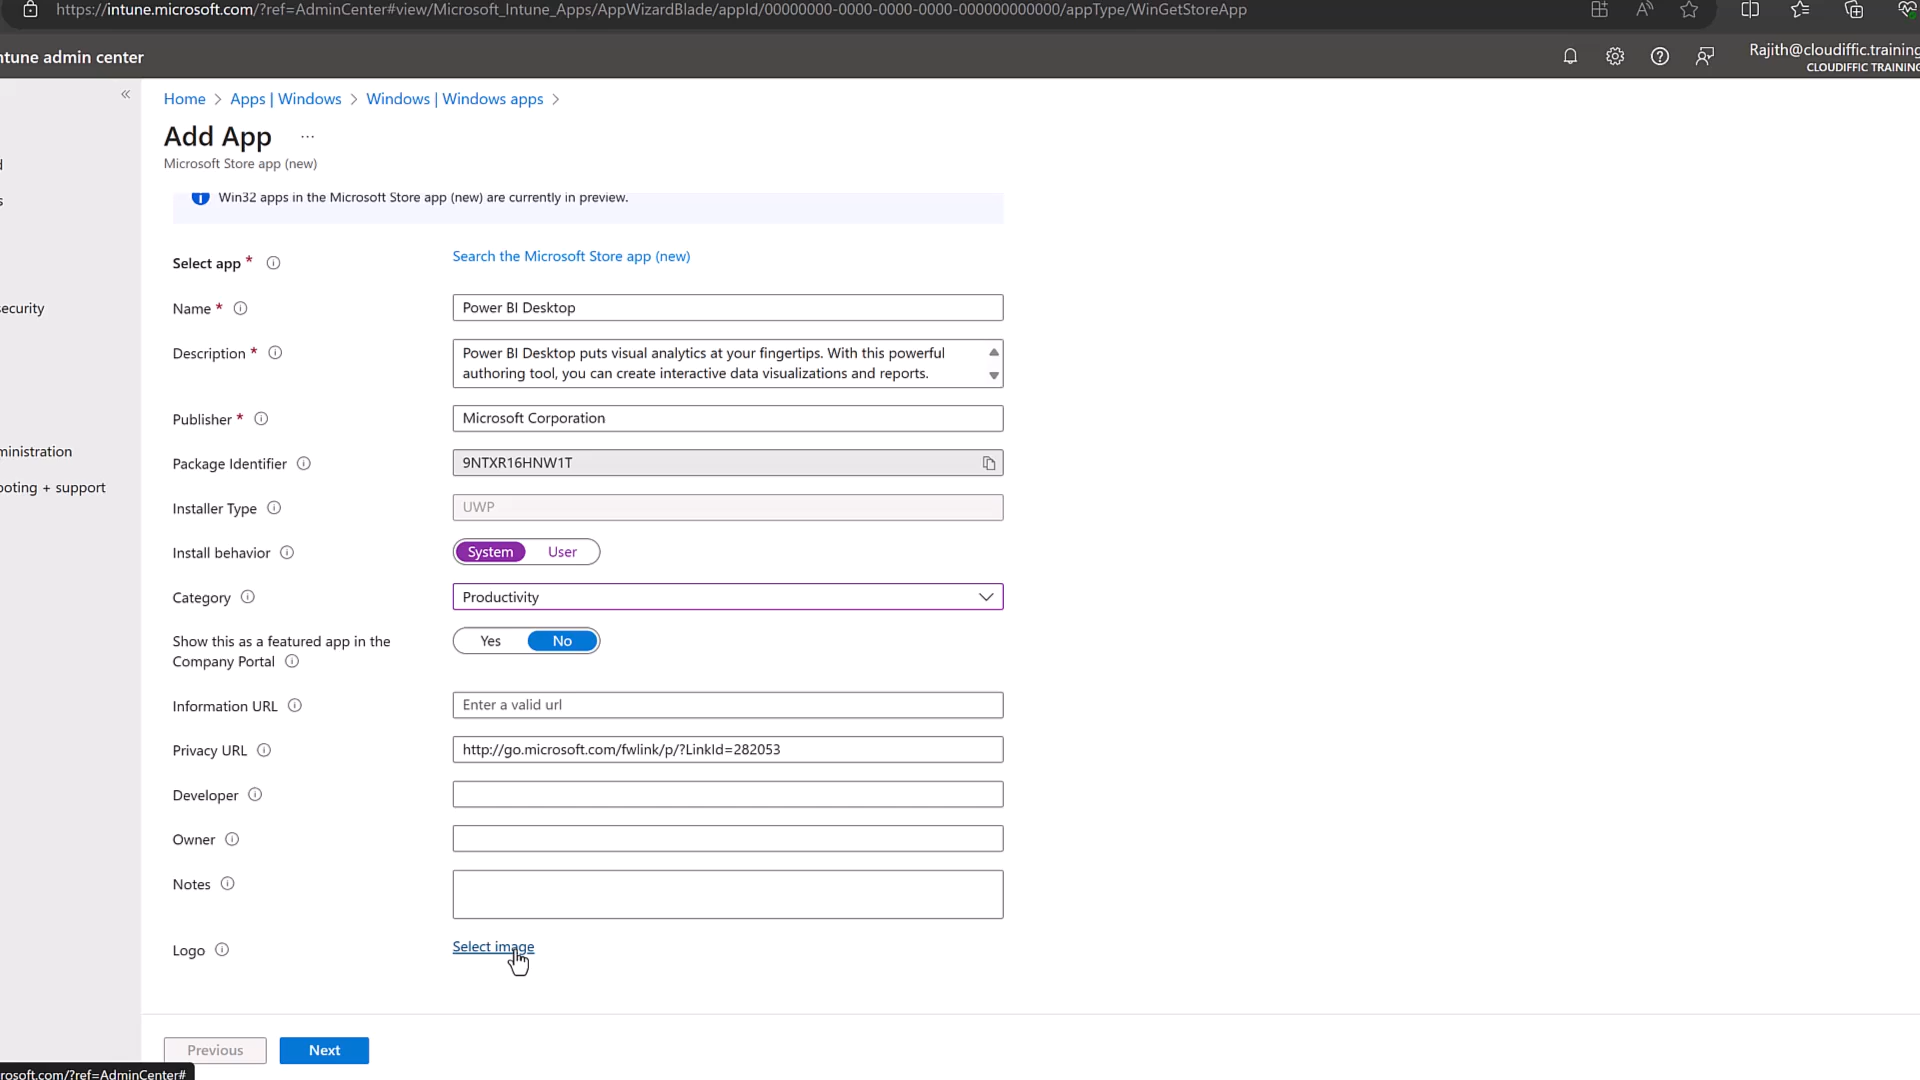 https://intune.microsoft.com/?ref=AdminCenter#view/Microsoft_Intune_Apps/AppWizardBlade/appId/00000000-0000-0000-0000-000000000000/appType/WinGetStoreApp
ntune admin center
Rajith@cloudiffic.training
CLOUDIFFIC TRAINING
Home > Apps | Windows > Windows | Windows apps >
Add App ...
Microsoft Store app (new)
Win32 apps in the Microsoft Store app (new) are currently in preview.
Select app *
Search the Microsoft Store app (new)
Name *
Power BI Desktop
ecurity
Description *
Power BI Desktop puts visual analytics at your fingertips. With this powerful
authoring tool, you can create interactive data visualizations and reports.
Publisher *
Microsoft Corporation
ministration
Package Identifier
9NTXR16HNW1T
ooting + support
Installer Type
UWP
Install behavior
System User
Category
Productivity
Show this as a featured app in the
Company Portal
Yes No
Information URL
Enter a valid url
Privacy URL
http://go.microsoft.com/fwlink/p/?LinkId=282053
Developer
Owner
Notes
Logo
Select image
Previous Next
rosoft.com/?ref=AdminCenter#